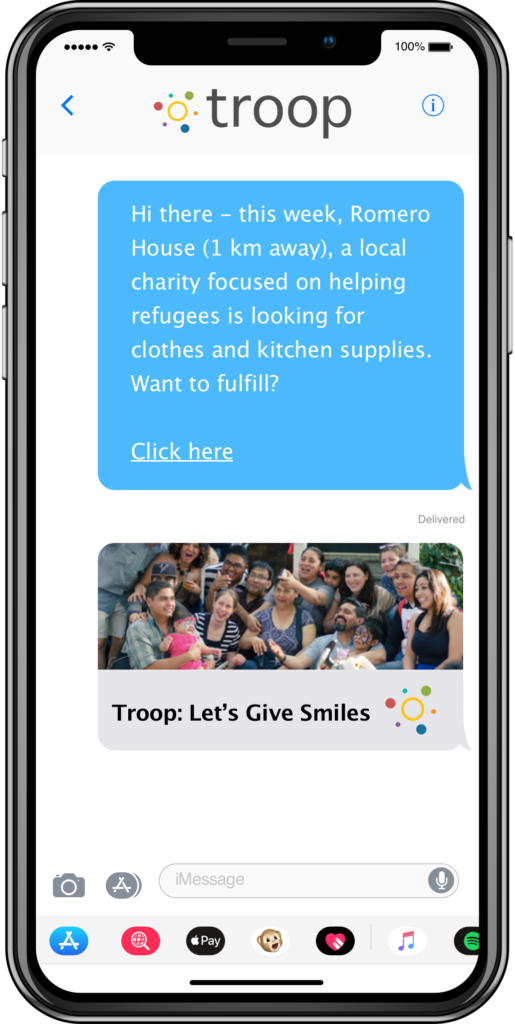 100%
troop
Hi there – this week, Romero
House (1 km away), a local
charity focused on helping
refugees is looking for
clothes and kitchen supplies.
Want to fulfill?
Click here
Delivered
Troop: Let’s Give Smiles
iMessage
Pay